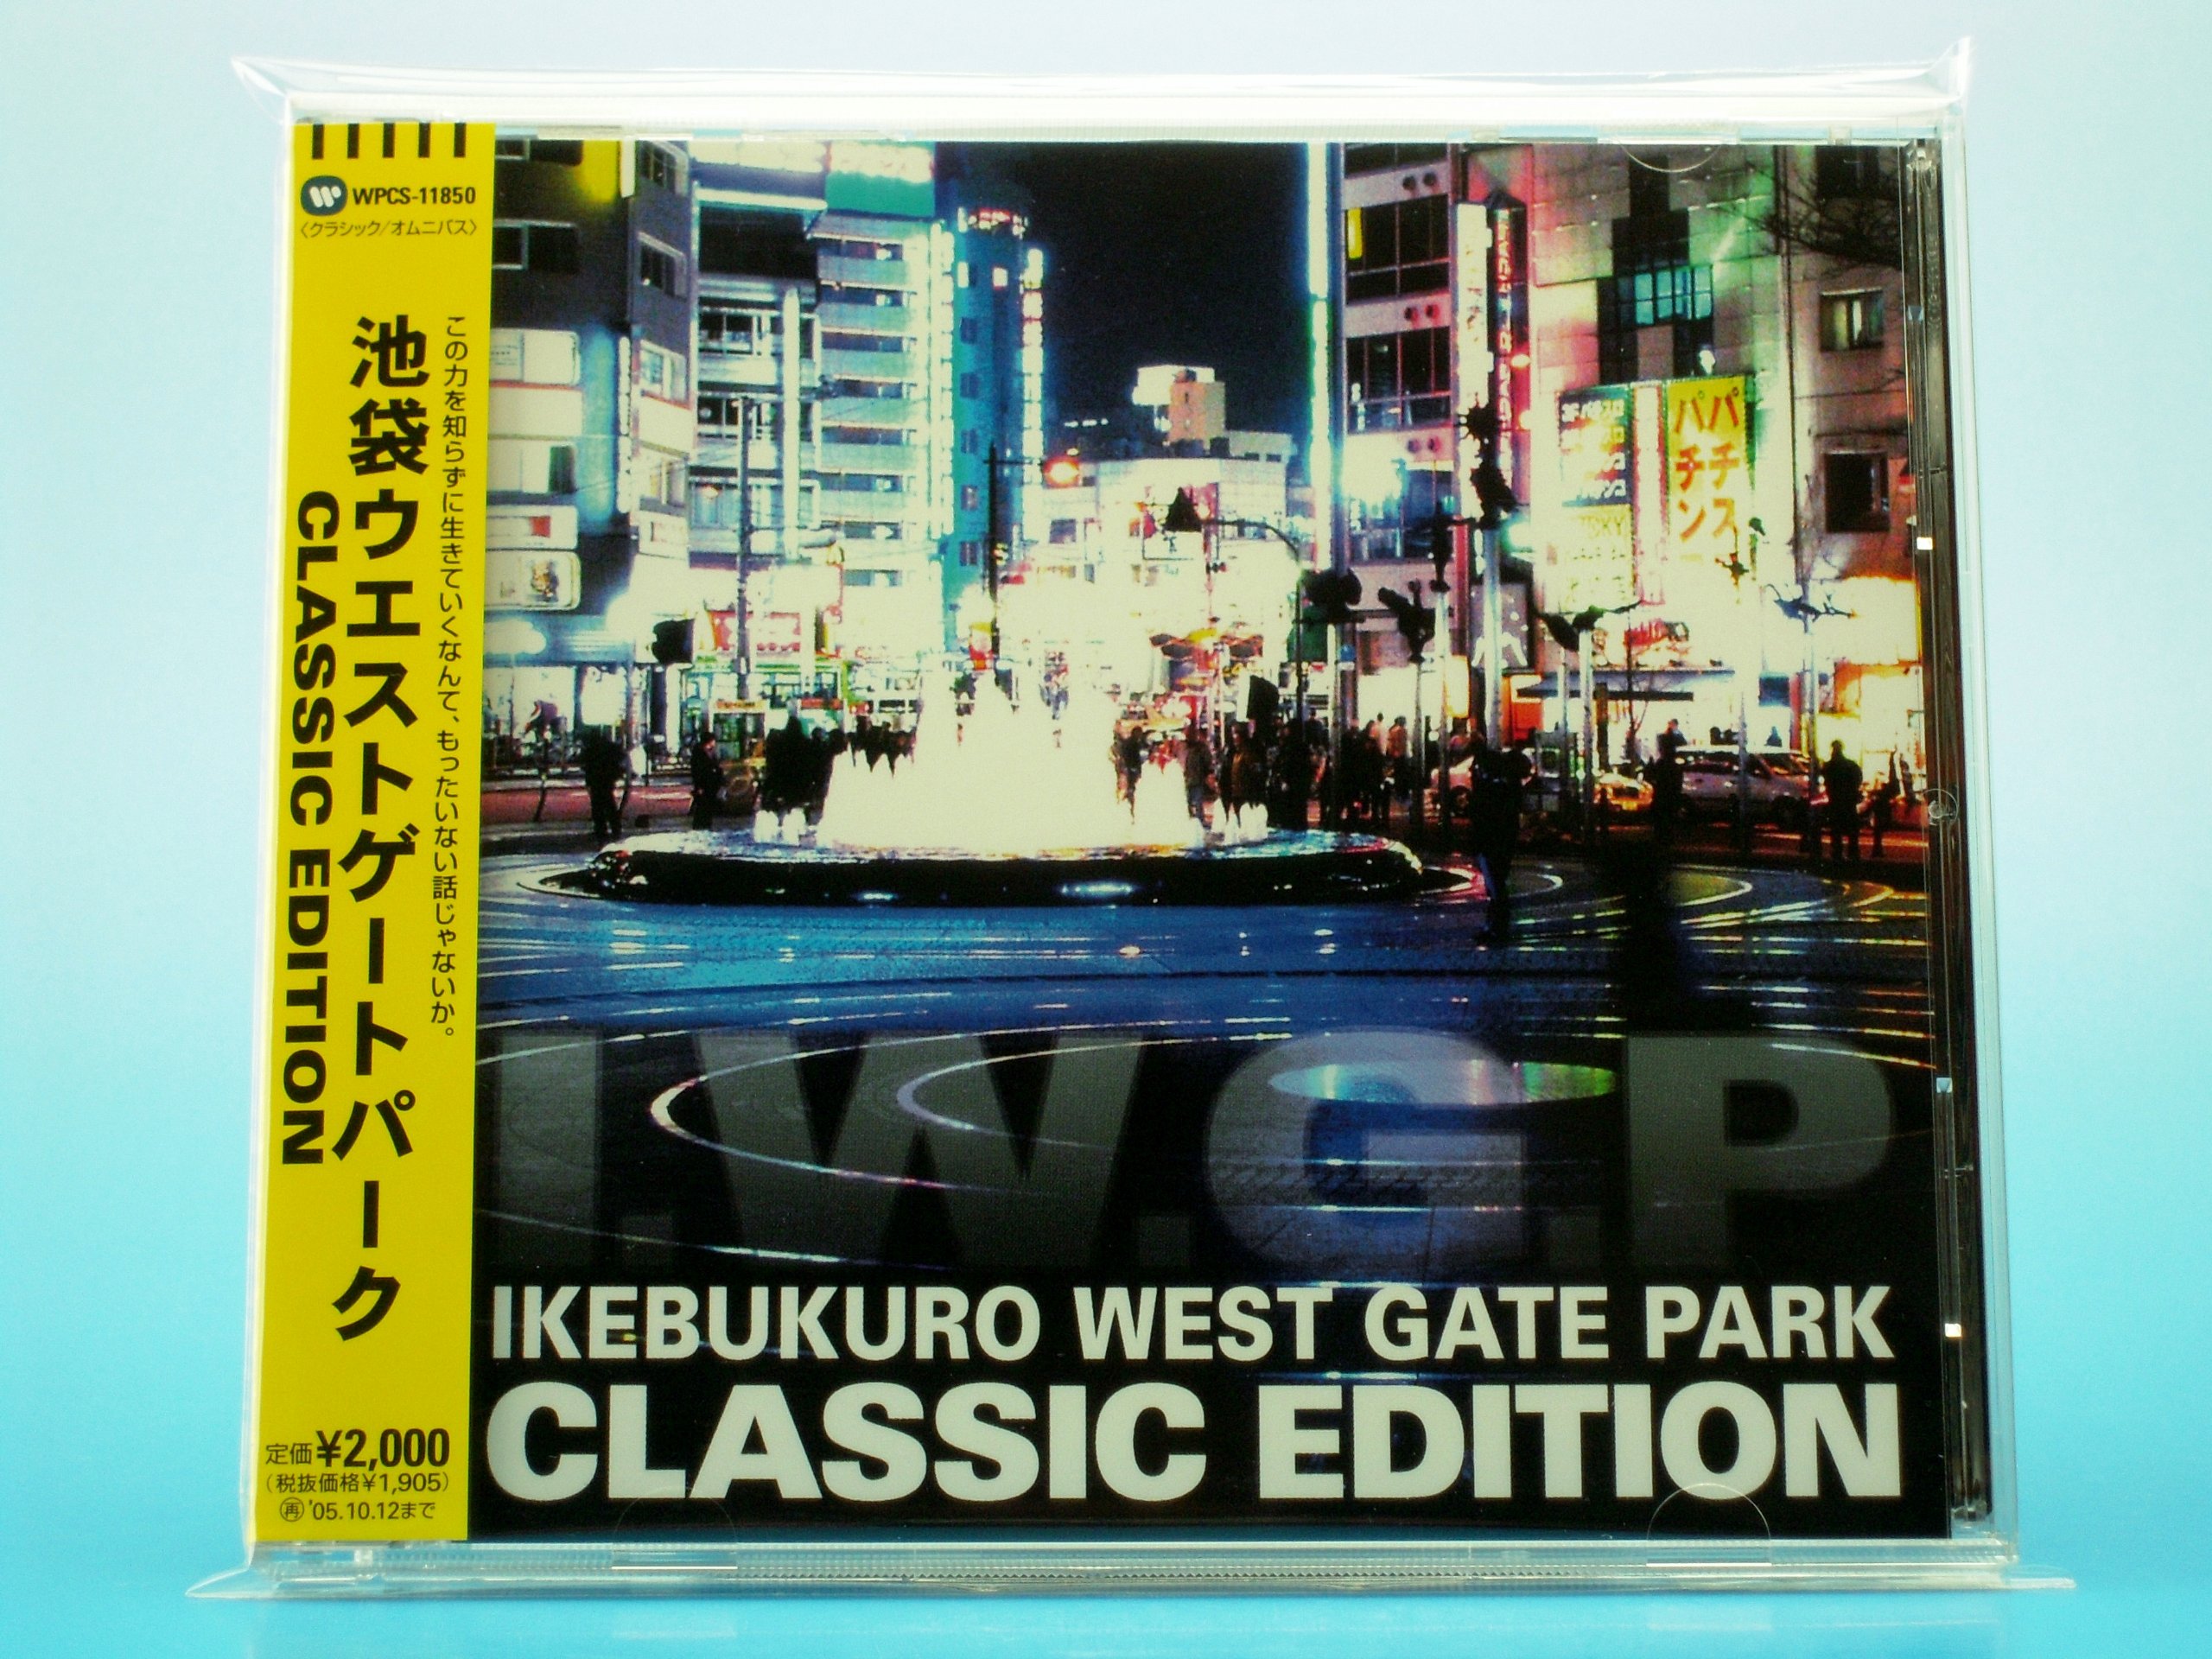 WPCS-11850
〈クラシック/オムニバス〉
この力を知らずに生きていくなんて、もったいない話じゃないか。
池袋ウエストゲートパーク
CLASSIC EDITION
定価¥2,000
(税抜価格¥1,905)
再 '05.10.12まで
パチスロ
パチンコ
I.W.G.P
IKEBUKURO WEST GATE PARK
CLASSIC EDITION